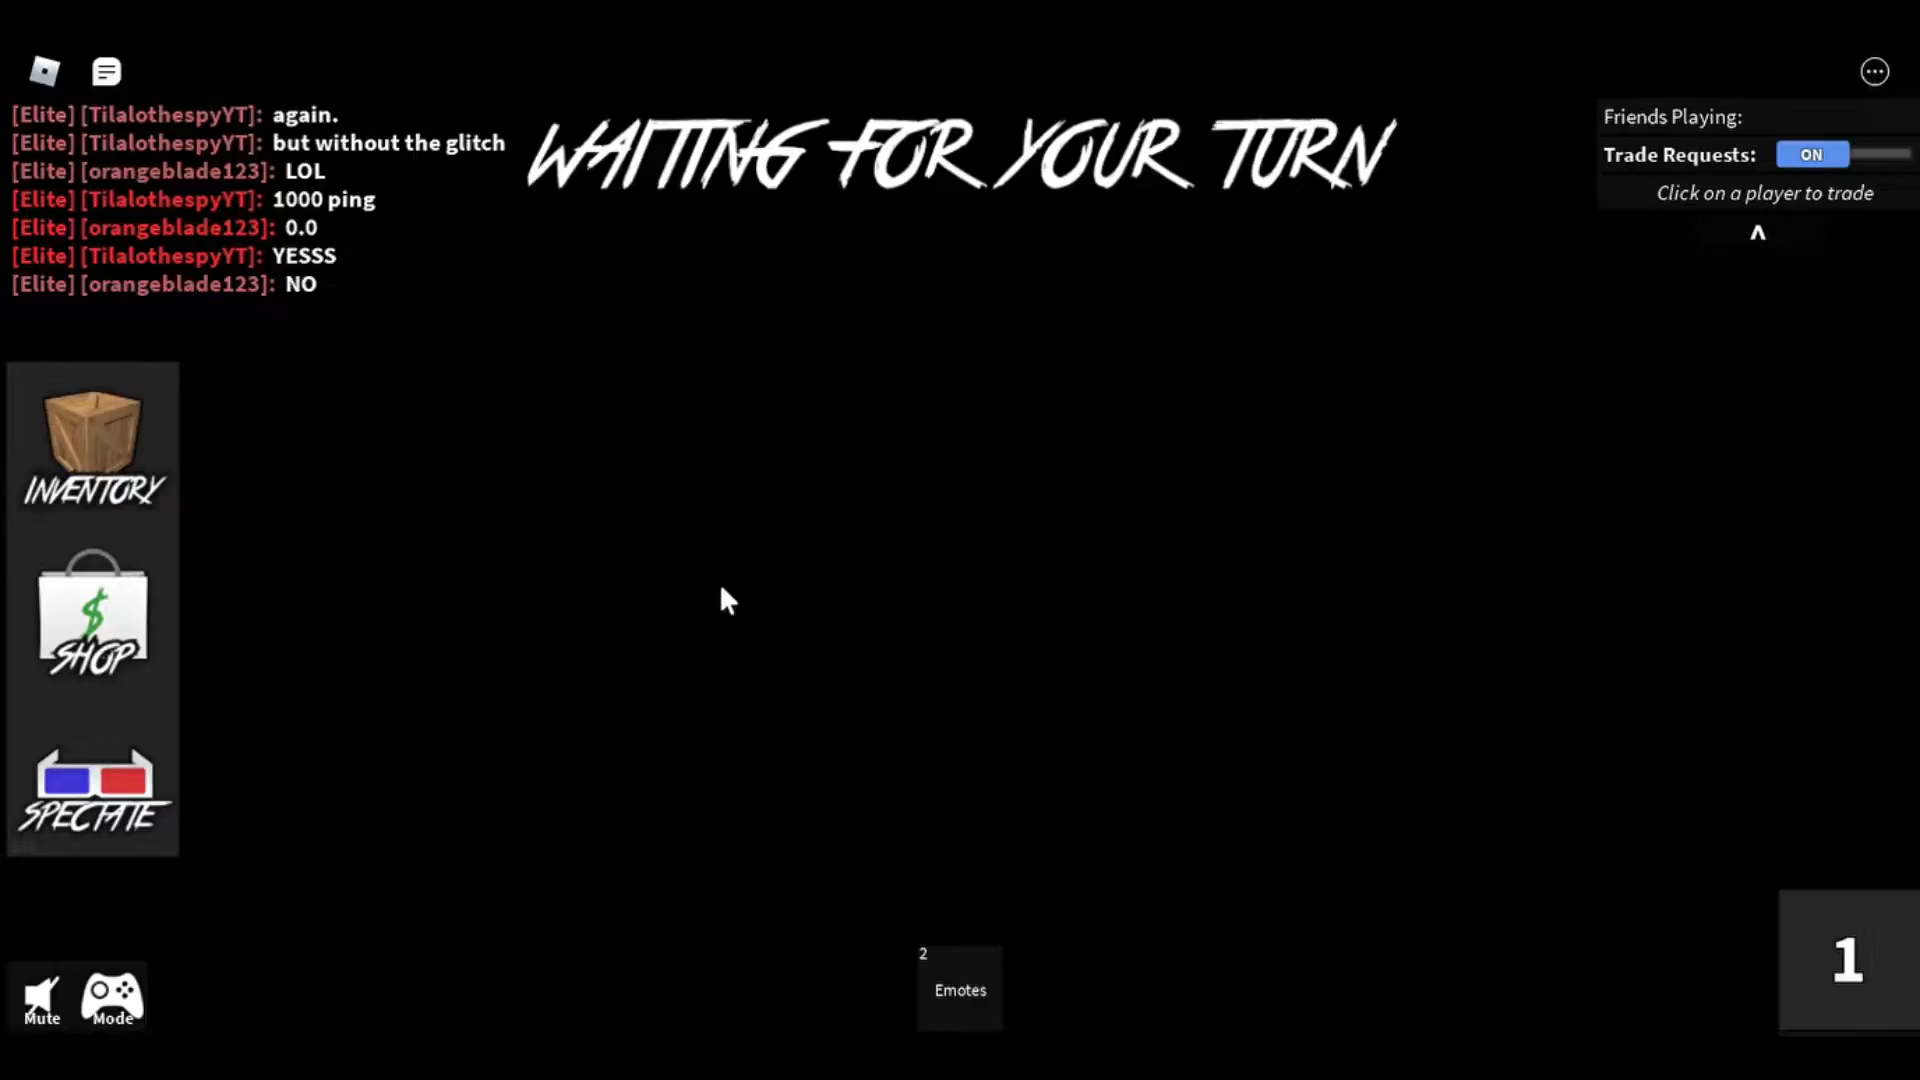 [Elite] [TilalothespyYT]: again.
[Elite] [TilalothespyYT]: but without the glitch
[Elite] [orangeblade123]: LOL
[Elite] [TilalothespyYT]: 1000 ping
[Elite] [orangeblade123]: 0.0
[Elite] [TilalothespyYT]: YESSS
[Elite] [orangeblade123]: NO
WAITING FOR YOUR TURN
Friends Playing:
Trade Requests: ON
Click on a player to trade
INVENTORY
$
SHOP
SPECTATE
Mute
Mode
2
Emotes
1